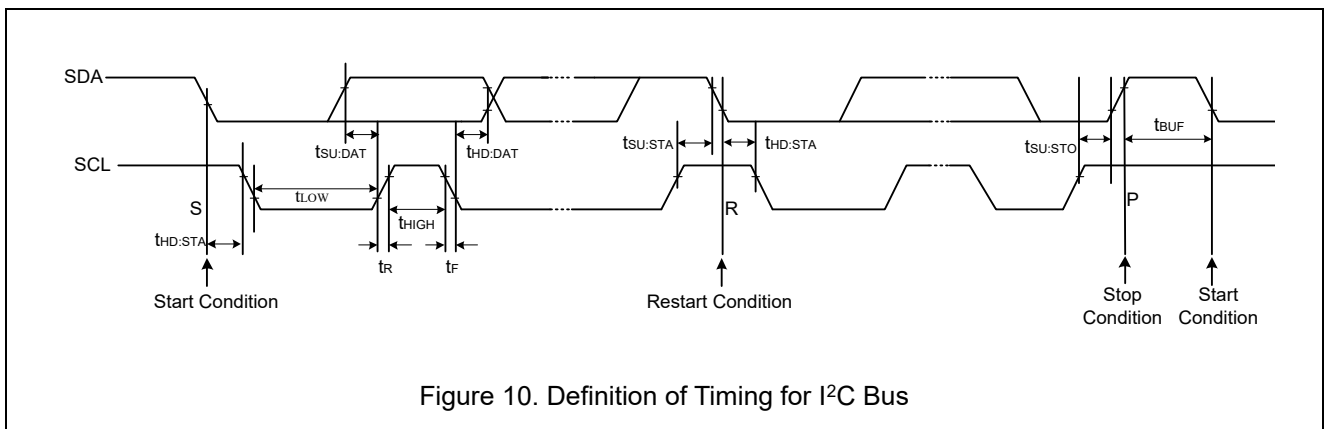 SDA
tSU:DAT
tHD:DAT
tSU:STA
tHD:STA
tSU:STO
tBUF
SCL
tLOW
S
tHIGH
R
P
tHD:STA
tR
tF
Start Condition
Restart Condition
Stop
Condition
Start
Condition
Figure 10. Definition of Timing for I²C Bus